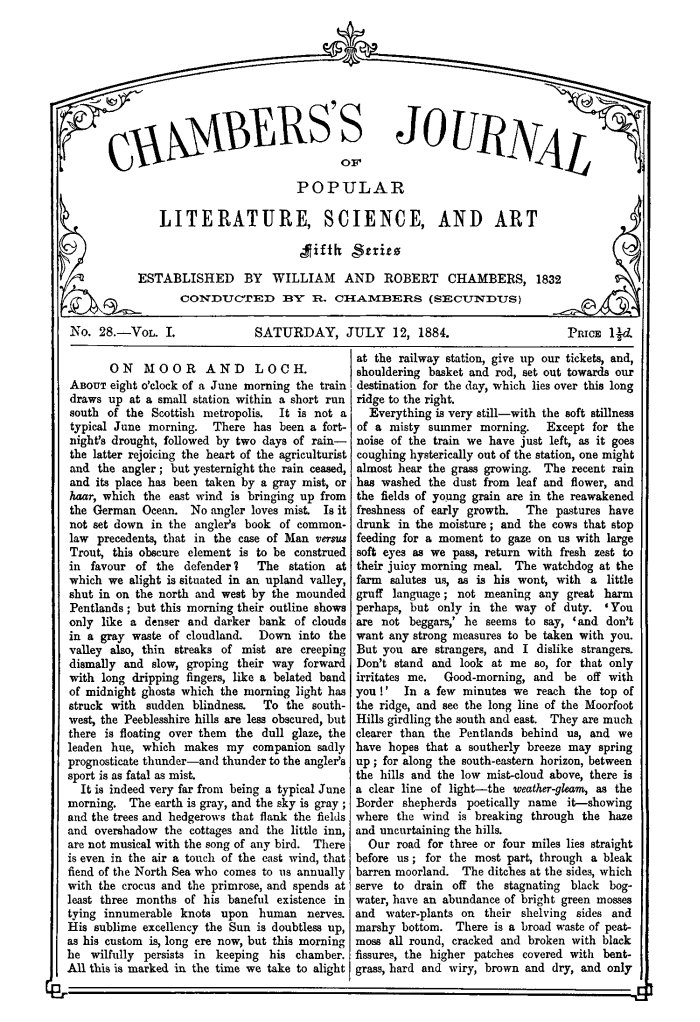 CHAMBERS'S JOURNAL
OF
POPULAR
LITERATURE, SCIENCE, AND ART
Fifth Series
ESTABLISHED BY WILLIAM AND ROBERT CHAMBERS, 1832
CONDUCTED BY R. CHAMBERS (SECUNDUS)
No. 28.—Vol. I.
SATURDAY, JULY 12, 1884.
Price 1½d.
ON MOOR AND LOCH.
About eight o'clock of a June morning the train
draws up at a small station within a short run
south of the Scottish metropolis. It is not a
typical June morning. There has been a fort-
night's drought, followed by two days of rain—
the latter rejoicing the heart of the agriculturist
and the angler; but yesternight the rain ceased,
and its place has been taken by a gray mist, or
haar, which the east wind is bringing up from
the German Ocean. No angler loves mist. Is it
not set down in the angler's book of common-
law precedents, that in the case of Man versus
Trout, this obscure element is to be construed
in favour of the defender? The station at
which we alight is situated in an upland valley,
shut in on the north and west by the mounded
Pentlands; but this morning their outline shows
only like a denser and darker bank of clouds
in a gray waste of cloudland. Down into the
valley also, thin streaks of mist are creeping
dismally and slow, groping their way forward
with long dripping fingers, like a belated band
of midnight ghosts which the morning light has
struck with sudden blindness. To the south-
west, the Peeblesshire hills are less obscured, but
there is floating over them the dull glaze, the
leaden hue, which makes my companion sadly
prognosticate thunder—and thunder to the angler's
sport is as fatal as mist.
It is indeed very far from being a typical June
morning. The earth is gray, and the sky is gray;
and the trees and hedgerows that flank the fields
and overshadow the cottages and the little inn,
are not musical with the song of any bird. There
is even in the air a touch of the east wind, that
fiend of the North Sea who comes to us annually
with the crocus and the primrose, and spends at
least three months of his baneful existence in
tying innumerable knots upon human nerves.
His sublime excellency the Sun is doubtless up,
as his custom is, long ere now, but this morning
he wilfully persists in keeping his chamber.
All this is marked in the time we take to alight
at the railway station, give up our tickets, and,
shouldering basket and rod, set out towards our
destination for the day, which lies over this long
ridge to the right.
Everything is very still—with the soft stillness
of a misty summer morning. Except for the
noise of the train we have just left, as it goes
coughing hysterically out of the station, one might
almost hear the grass growing. The recent rain
has washed the dust from leaf and flower, and
the fields of young grain are in the reawakened
freshness of early growth. The pastures have
drunk in the moisture; and the cows that stop
feeding for a moment to gaze on us with large
soft eyes as we pass, return with fresh zest to
their juicy morning meal. The watchdog at the
farm salutes us, as is his wont, with a little
gruff language; not meaning any great harm
perhaps, but only in the way of duty. 'You
are not beggars,' he seems to say, 'and don't
want any strong measures to be taken with you.
But you are strangers, and I dislike strangers.
Don't stand and look at me so, for that only
irritates me. Good-morning, and be off with
you!' In a few minutes we reach the top of
the ridge, and see the long line of the Moorfoot
Hills girdling the south and east. They are much
clearer than the Pentlands behind us, and we
have hopes that a southerly breeze may spring
up; for along the south-eastern horizon, between
the hills and the low mist-cloud above, there is
a clear line of light—the weather-gleam, as the
Border shepherds poetically name it—showing
where the wind is breaking through the haze
and uncurtaining the hills.
Our road for three or four miles lies straight
before us; for the most part, through a bleak
barren moorland. The ditches at the sides, which
serve to drain off the stagnating black bog-
water, have an abundance of bright green mosses
and water-plants on their shelving sides and
marshy bottom. There is a broad waste of peat-
moss all round, cracked and broken with black
fissures, the higher patches covered with bent-
grass, hard and wiry, brown and dry, and only